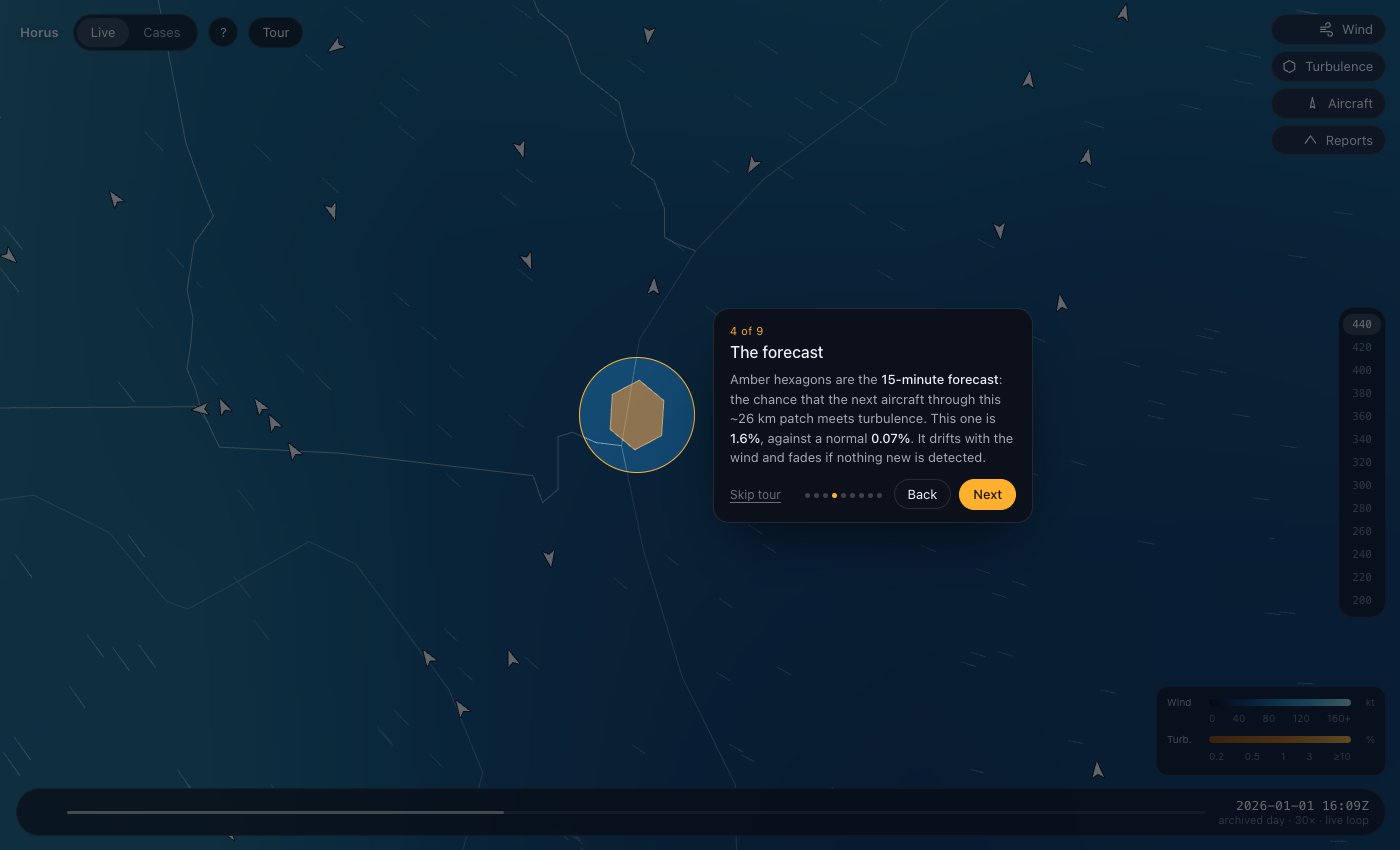 Horus
Live
Cases
?
Tour
Wind
Turbulence
Aircraft
Reports
4 of 9
The forecast
Amber hexagons are the 15-minute forecast:
the chance that the next aircraft through this
~26 km patch meets turbulence. This one is
1.6%, against a normal 0.07%. It drifts with the
wind and fades if nothing new is detected.
Skip tour
Back
Next
440
420
400
380
360
340
320
300
280
260
240
220
200
Wind
kt
0 40 80 120 160+
Turb.
%
0.2 0.5 1 3 ≥10
2026-01-01 16:09Z
archived day · 30× · live loop